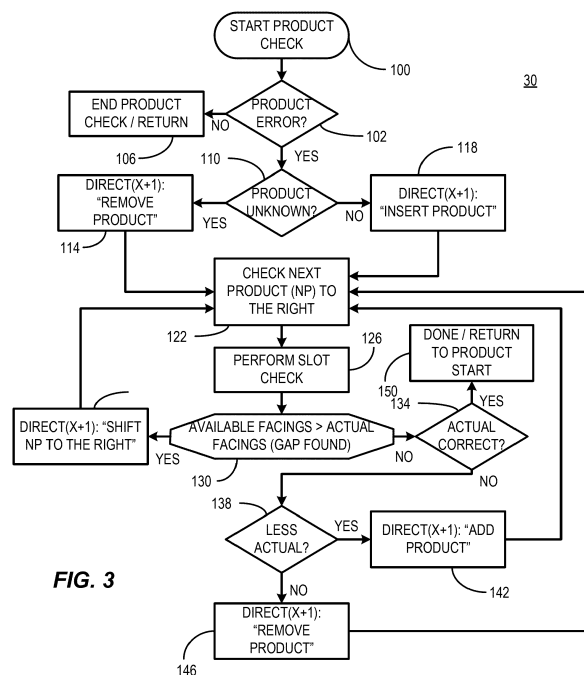 START PRODUCT
CHECK
100
30
PRODUCT
ERROR?
102
END PRODUCT
CHECK / RETURN
NO
106
YES
110
118
PRODUCT
UNKNOWN?
DIRECT(X+1):
“REMOVE
PRODUCT”
YES
NO
DIRECT(X+1):
“INSERT PRODUCT”
114
CHECK NEXT
PRODUCT (NP) TO
THE RIGHT
122
126
PERFORM SLOT
CHECK
DONE / RETURN
TO PRODUCT
START
150
YES
134
DIRECT(X+1): “SHIFT
NP TO THE RIGHT”
YES
AVAILABLE FACINGS > ACTUAL
FACINGS (GAP FOUND)
130
NO
ACTUAL
CORRECT?
NO
138
LESS
ACTUAL?
YES
DIRECT(X+1): “ADD
PRODUCT”
142
NO
FIG. 3
DIRECT(X+1):
“REMOVE
PRODUCT”
146